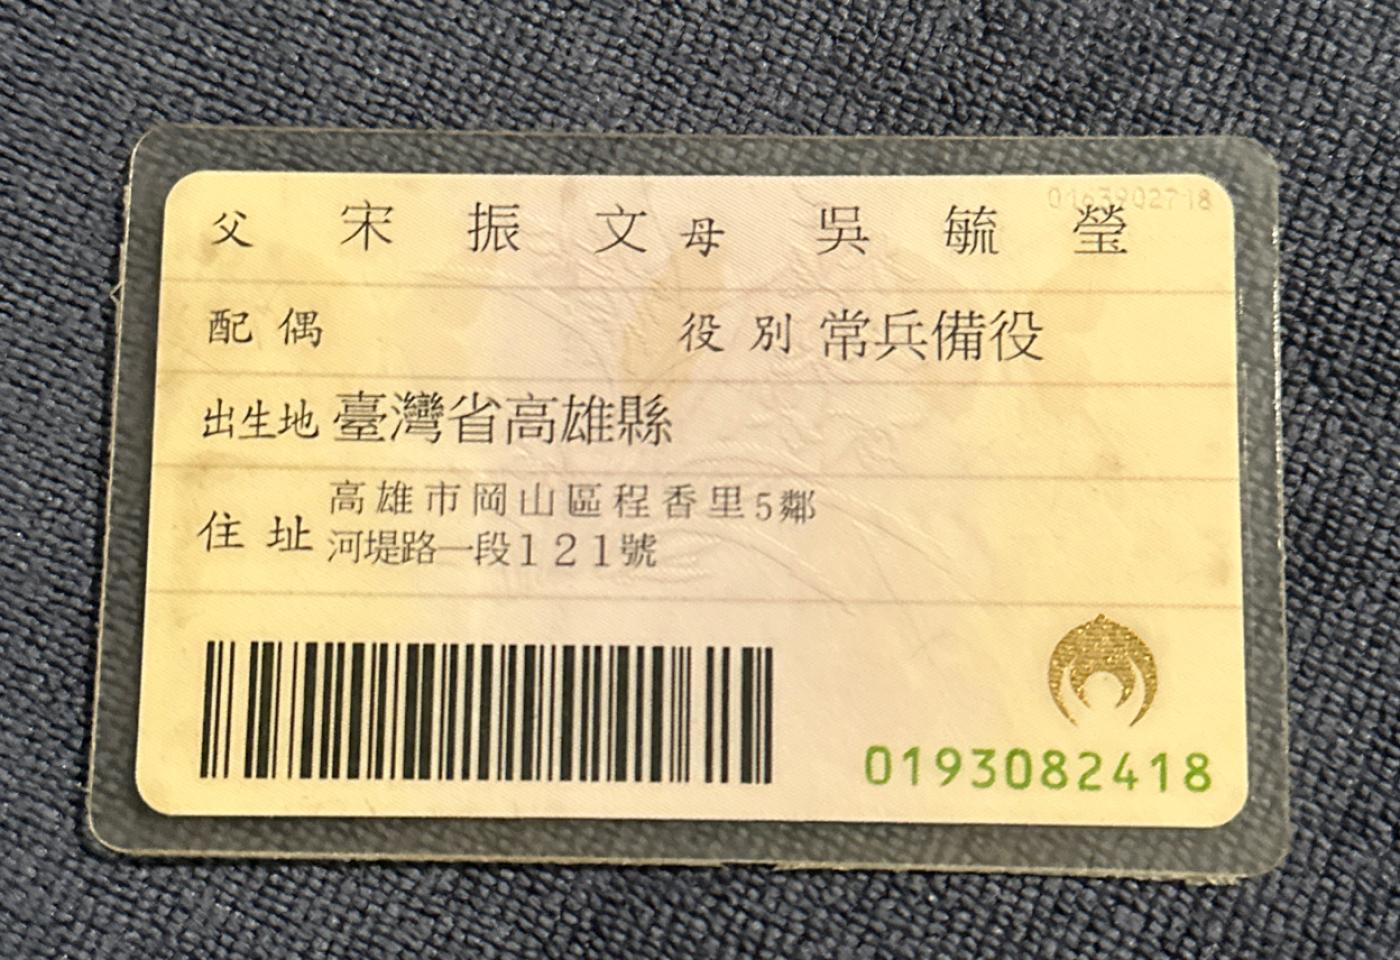 父 宋振文 母 吳毓瑩
配偶 役別 常兵備役
出生地 臺灣省高雄縣
住址 高雄市岡山區程香里5鄰
河堤路一段121號
0193082418